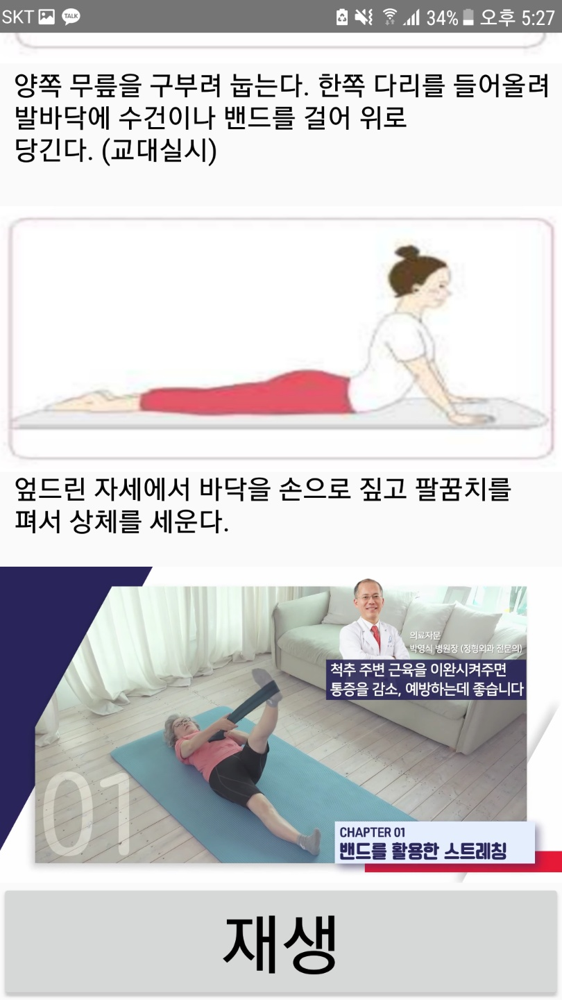 SKT TALK 34% 오후 5:27
양쪽 무릎을 구부려 눕는다. 한쪽 다리를 들어올려
발바닥에 수건이나 밴드를 걸어 위로
당긴다. (교대실시)
엎드린 자세에서 바닥을 손으로 짚고 팔꿈치를
펴서 상체를 세운다.
의료자문
박영식 병원장 (정형외과 전문의)
척추 주변 근육을 이완시켜주면
통증을 감소, 예방하는데 좋습니다
01
CHAPTER 01
밴드를 활용한 스트레칭
재생